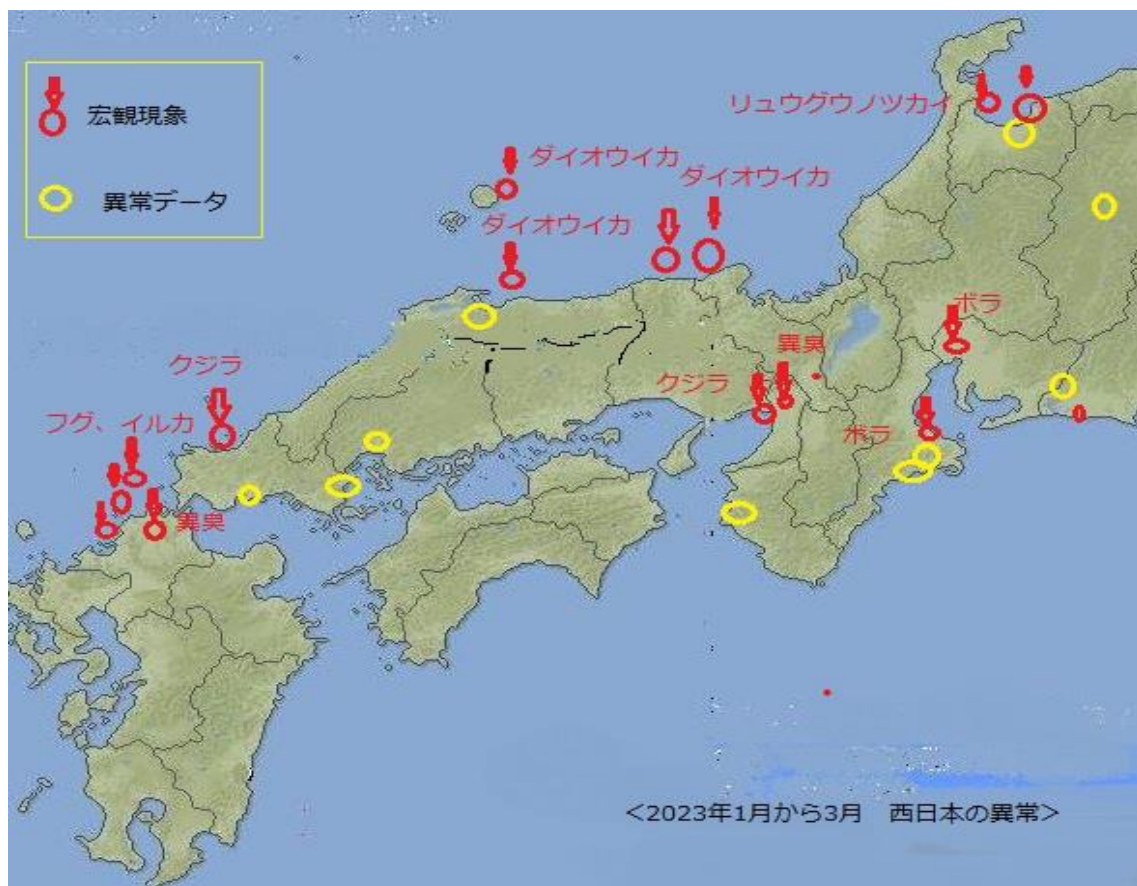 宏観現象
異常データ
リュウグウノツカイ
ダイオウイカ
ダイオウイカ
ダイオウイカ
ボラ
異臭
クジラ
クジラ
フグ、イルカ
ボラ
異臭
<2023年1月から3月　西日本の異常>